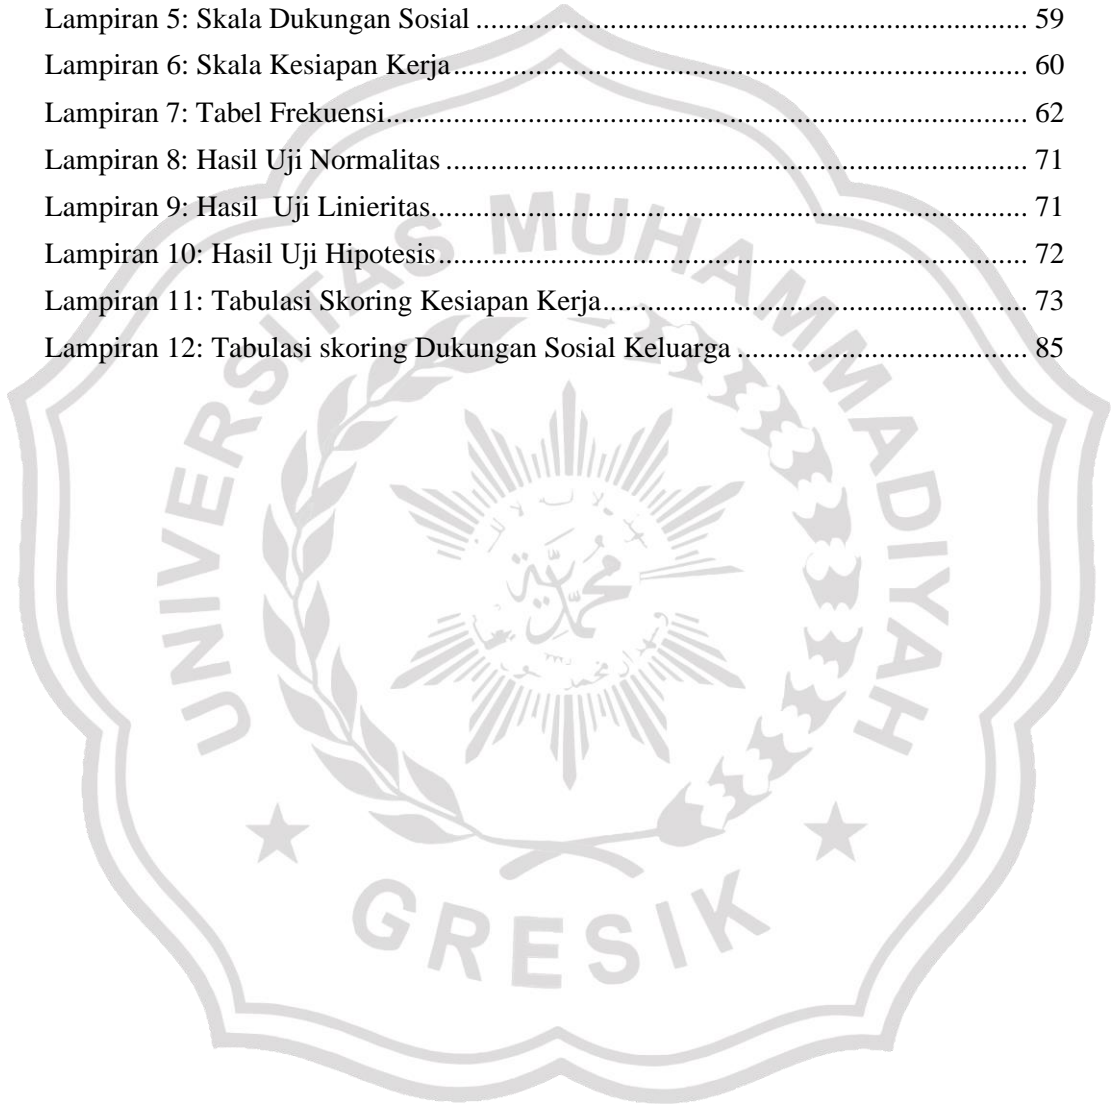 Lampiran 5: Skala Dukungan Sosial ........................................................................... 59
Lampiran 6: Skala Kesiapan Kerja.............................................................................. 60
Lampiran 7: Tabel Frekuensi....................................................................................... 62
Lampiran 8: Hasil Uji Normalitas ............................................................................... 71
Lampiran 9: Hasil  Uji Linieritas................................................................................. 71
Lampiran 10: Hasil Uji Hipotesis................................................................................ 72
Lampiran 11: Tabulasi Skoring Kesiapan Kerja.......................................................... 73
Lampiran 12: Tabulasi skoring Dukungan Sosial Keluarga ....................................... 85
UNIVERSITAS MUHAMMADIYAH
محمدية
GRESIK